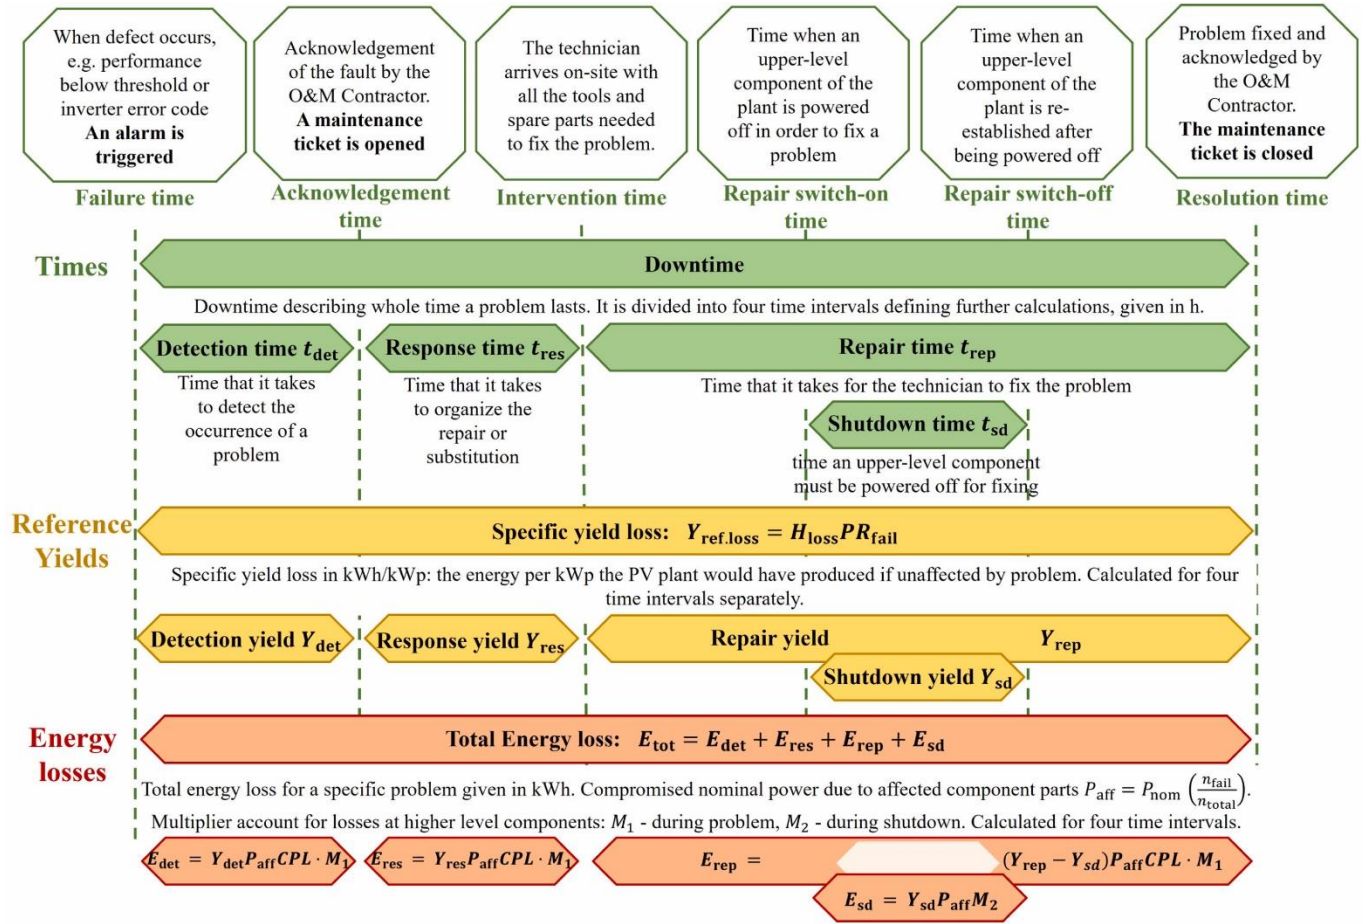 When defect occurs,
e.g. performance
below threshold or
inverter error code
An alarm is
triggered
Failure time
Acknowledgement
of the fault by the
O&M Contractor.
A maintenance
ticket is opened
Acknowledgement
time
The technician
arrives on-site with
all the tools and
spare parts needed
to fix the problem.
Intervention time
Time when an
upper-level
component of the
plant is powered
off in order to fix a
problem
Repair switch-on
time
Time when an
upper-level
component of the
plant is re-
established after
being powered off
Repair switch-off
time
Problem fixed and
acknowledged by
the O&M
Contractor.
The maintenance
ticket is closed
Resolution time
Times
Downtime
Downtime describing whole time a problem lasts. It is divided into four time intervals defining further calculations, given in h.
Detection time t_det
Time that it takes
to detect the
occurrence of a
problem
Response time t_res
Time that it takes
to organize the
repair or
substitution
Repair time t_rep
Time that it takes for the technician to fix the problem
Shutdown time t_sd
time an upper-level component
must be powered off for fixing
Reference
Yields
Specific yield loss: Y_ref.loss = H_loss PR_fail
Specific yield loss in kWh/kWp: the energy per kWp the PV plant would have produced if unaffected by problem. Calculated for four
time intervals separately.
Detection yield Y_det
Response yield Y_res
Repair yield Y_rep
Shutdown yield Y_sd
Energy
losses
Total Energy loss: E_tot = E_det + E_res + E_rep + E_sd
Total energy loss for a specific problem given in kWh. Compromised nominal power due to affected component parts P_aff = P_nom (n_fail/n_total).
Multiplier account for losses at higher level components: M_1 - during problem, M_2 - during shutdown. Calculated for four time intervals.
E_det = Y_det P_aff CPL · M_1
E_res = Y_res P_aff CPL · M_1
E_rep = (Y_rep − Y_sd) P_aff CPL · M_1
E_sd = Y_sd P_aff M_2